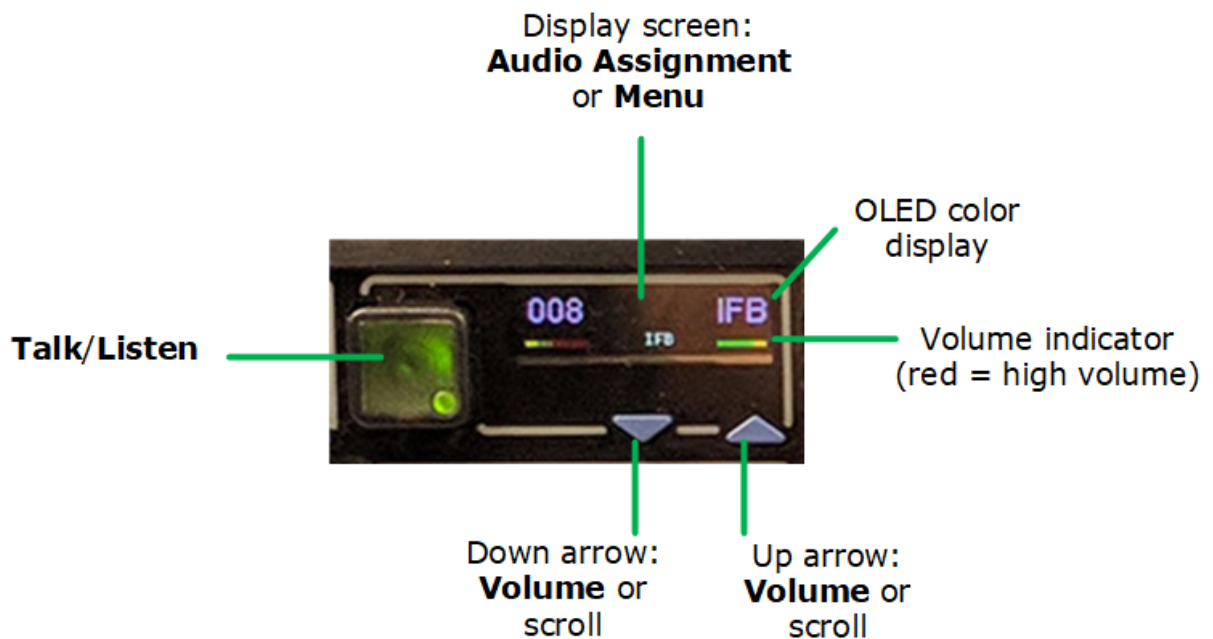 Display screen:
Audio Assignment
or Menu
OLED color
display
008
IFB
IFB
Talk/Listen
Volume indicator
(red = high volume)
Down arrow:
Volume or
scroll
Up arrow:
Volume or
scroll